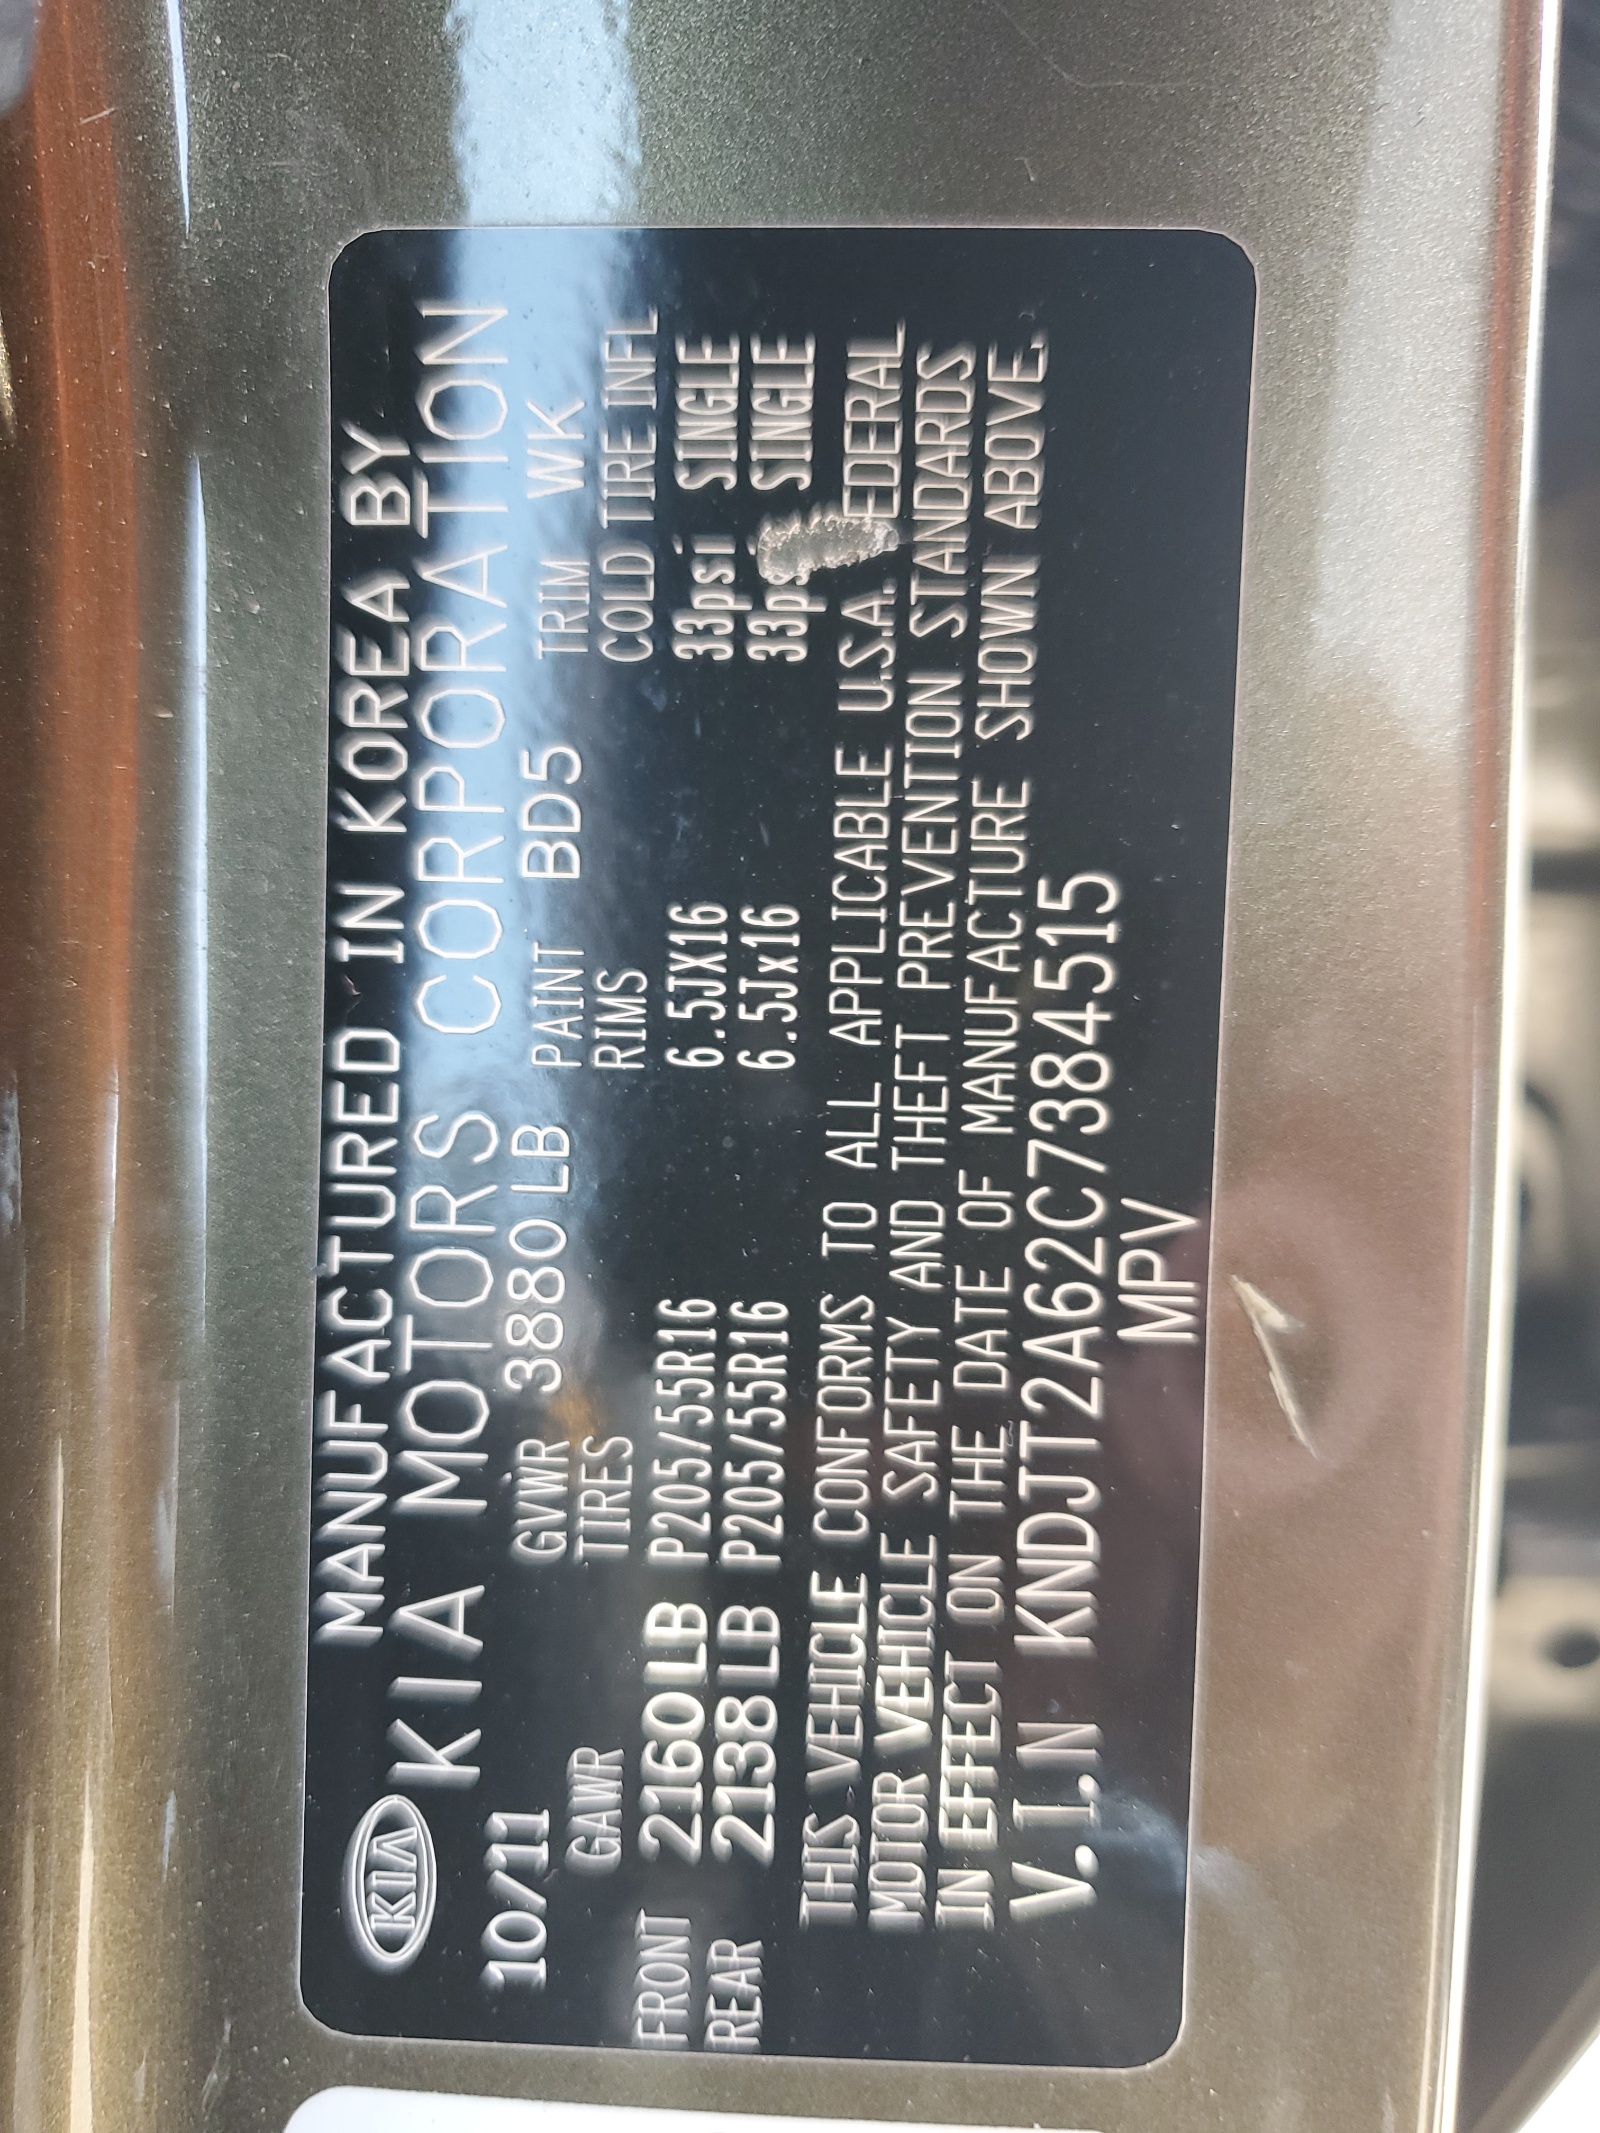 KIA MANUFACTURED IN KOREA BY
KIA MOTORS CORPORATION
10/11 GVWR 3880LB PAINT BD5 TRIM WK
GAWR TIRES RIMS COLD TIRE INFL
FRONT 2160LB P205/55R16 6.5JX16 33psi SINGLE
REAR 2138LB P205/55R16 6.5Jx16 33ps SINGLE
THIS VEHICLE CONFORMS TO ALL APPLICABLE U.S.A. FEDERAL
MOTOR VEHICLE SAFETY AND THEFT PREVENTION STANDARDS
IN EFFECT ON THE DATE OF MANUFACTURE SHOWN ABOVE.
V.I.N KNDJT2A62C7384515
MPV